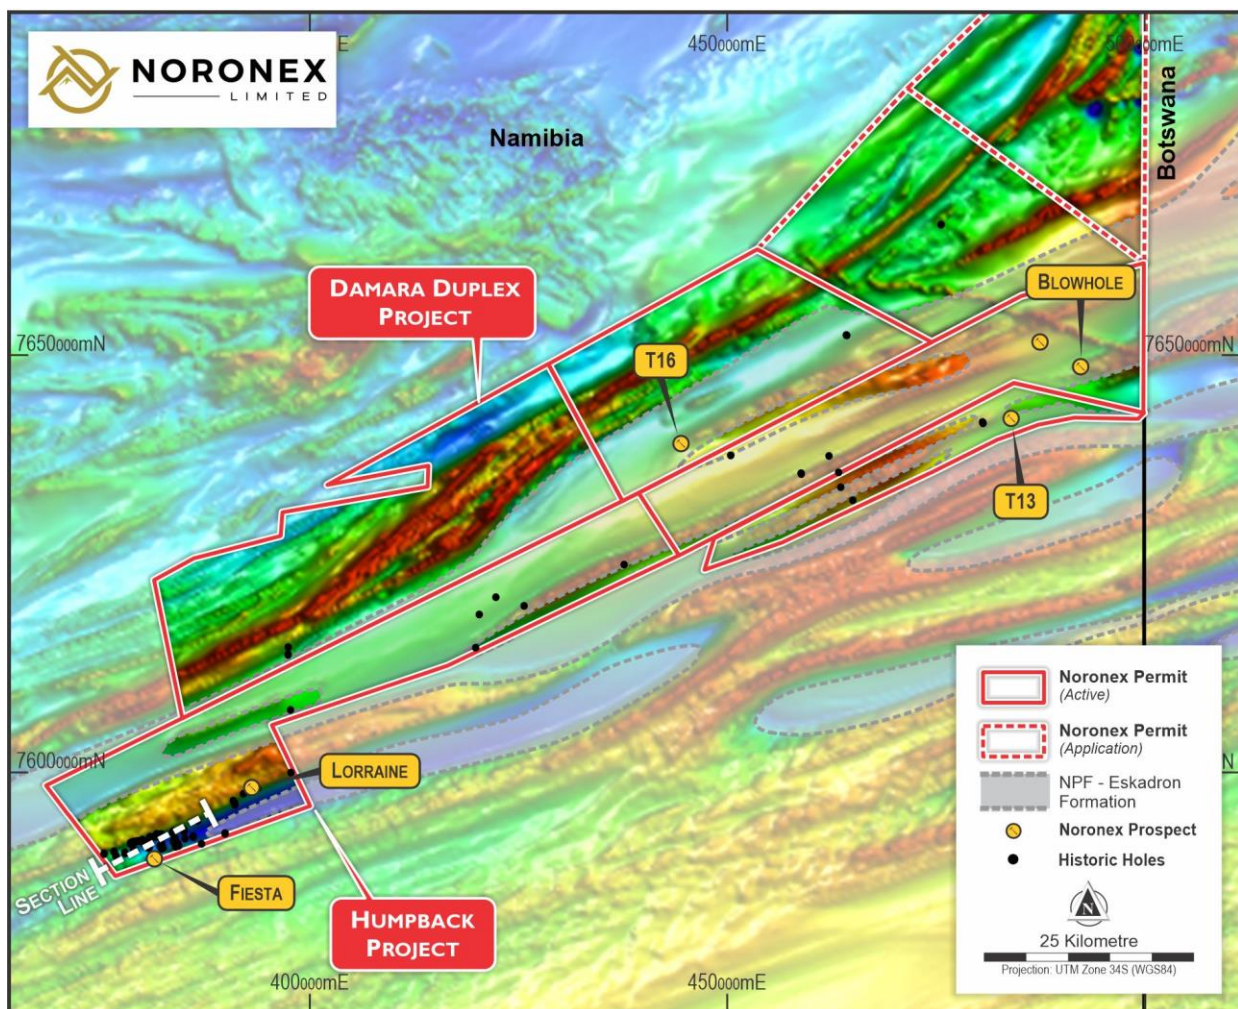 NORONEX
LIMITED
450000mE
500000mE
Namibia
Botswana
DAMARA DUPLEX
PROJECT
BLOWHOLE
7650000mN
7650000mN
T16
T13
7600000mN
LORRAINE
SECTION
LINE
FIESTA
HUMPBACK
PROJECT
400000mE
450000mE
Noronex Permit
(Active)
Noronex Permit
(Application)
NPF - Eskadron
Formation
Noronex Prospect
Historic Holes
N
25 Kilometre
Projection: UTM Zone 34S (WGS84)